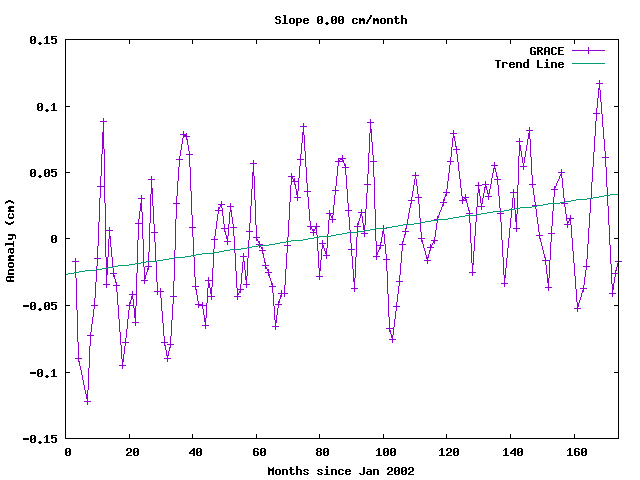 Slope 0.00 cm/month
GRACE
Trend Line
0.15
0.1
0.05
0
-0.05
-0.1
-0.15
Anomaly (cm)
0 20 40 60 80 100 120 140 160
Months since Jan 2002